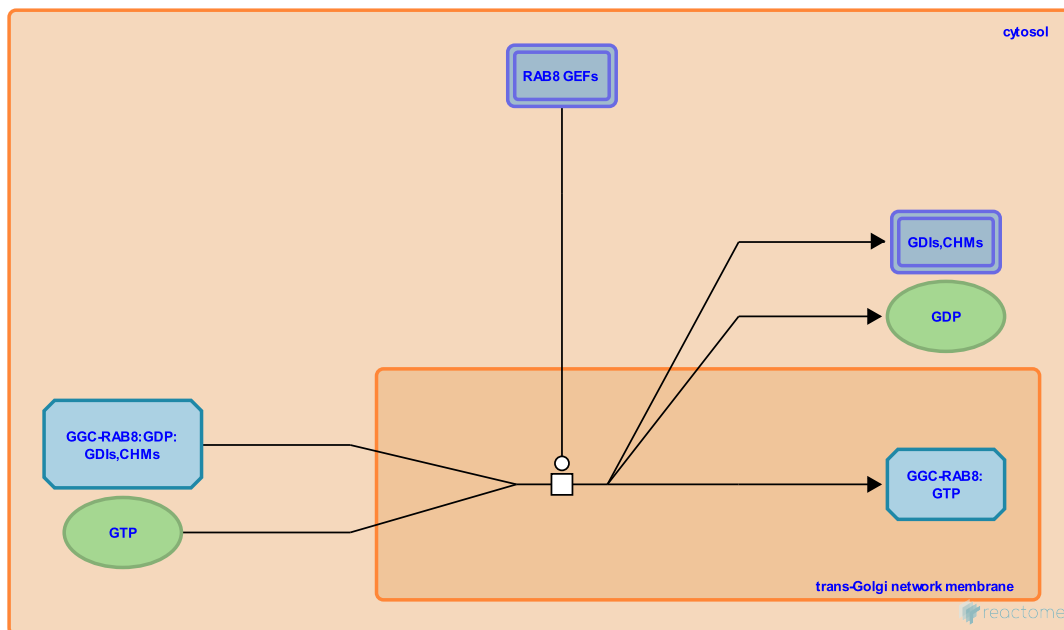 cytosol
RAB8 GEFs
GDIs,CHMs
GDP
GGC-RAB8:GDP:
GDIs,CHMs
GTP
GGC-RAB8:
GTP
trans-Golgi network membrane
reactome